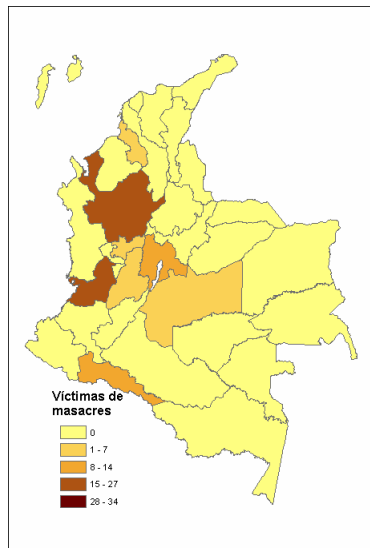 Víctimas de
masacres
0
1 - 7
8 - 14
15 - 27
28 - 34